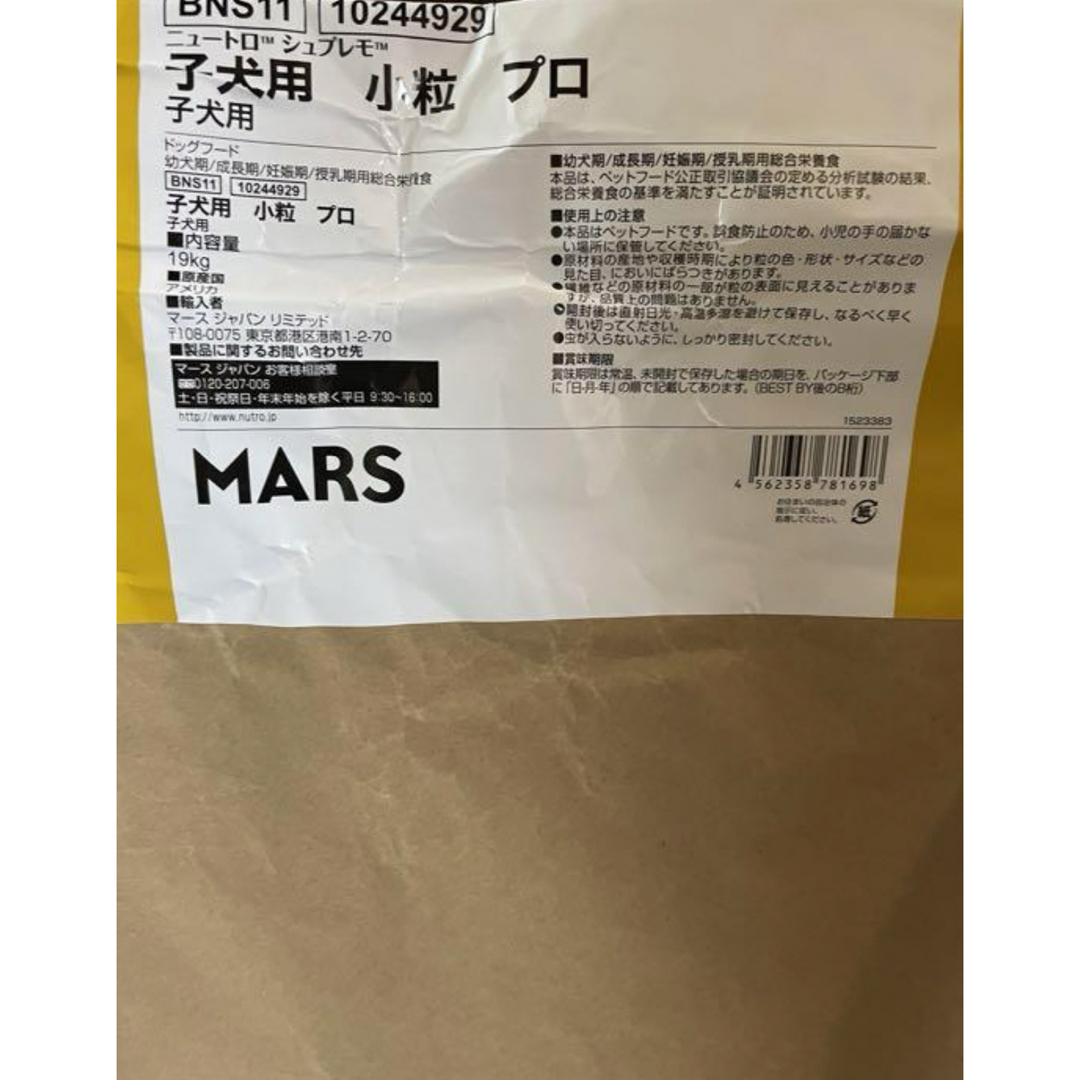 BNS11 10244929
ニュートロ™ シュプレモ™
子犬用 小粒 プロ
子犬用
ドッグフード
幼犬期/成長期/妊娠期/授乳期用総合栄養食
BNS11 10244929
子犬用 小粒 プロ
子犬用
■内容量
19kg
■原産国
アメリカ
■輸入者
マース ジャパン リミテッド
〒108-0075 東京都港区港南1-2-70
■製品に関するお問い合わせ先
マース ジャパン お客様相談室
0120-207-006
土・日・祝祭日・年末年始を除く平日 9:30~16:00
http://www.nutro.jp
■幼犬期/成長期/妊娠期/授乳期用総合栄養食
本品は、ペットフード公正取引協議会の定める分析試験の結果、
総合栄養食の基準を満たすことが証明されています。
■使用上の注意
●本品はペットフードです。誤食防止のため、小児の手の届かな
い場所に保管してください。
●原材料の産地や収穫時期により粒の色・形状・サイズなどの
見た目、においにばらつきがあります。
●繊維などの原材料の一部が粒の表面に見えることがありま
すが、品質上の問題はありません。
●開封後は直射日光・高温多湿を避けて保存し、なるべく早く
使い切ってください。
●虫が入らないように、しっかり密封してください。
■賞味期限
賞味期限は常温、未開封で保存した場合の期日を、パッケージ下部
に「日・月・年」の順で記載してあります。(BEST BY後の8桁)
1523383
MARS
4 562358 781698
お住まいの自治体の
指示に従い、
処理してください。
紙